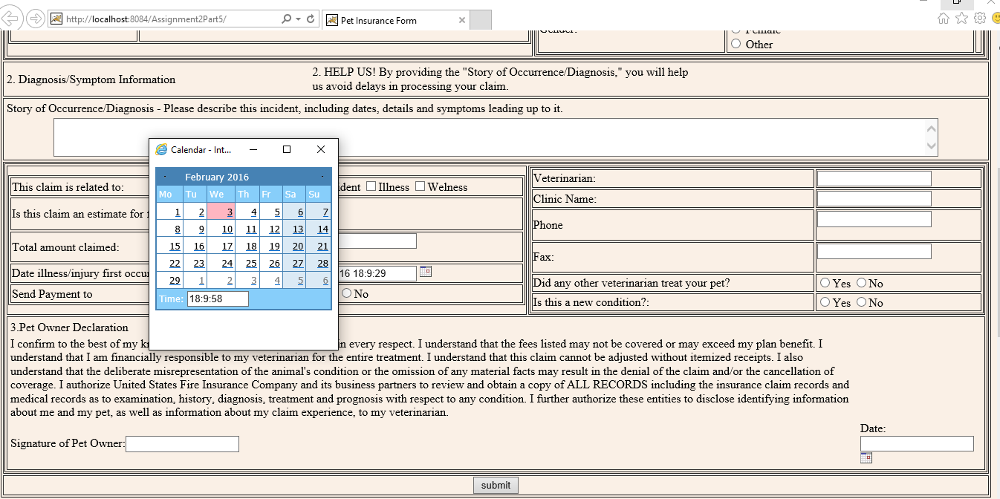 http://localhost:8084/Assignment2Part5/
Pet Insurance Form
Gender:
Female
Other
2. Diagnosis/Symptom Information
2. HELP US! By providing the "Story of Occurrence/Diagnosis," you will help
us avoid delays in processing your claim.
Story of Occurrence/Diagnosis - Please describe this incident, including dates, details and symptoms leading up to it.
Calendar - Int...
February 2016
Mo Tu We Th Fr Sa Su
1 2 3 4 5 6 7
8 9 10 11 12 13 14
15 16 17 18 19 20 21
22 23 24 25 26 27 28
29 1 2 3 4 5 6
Time: 18:9:58
This claim is related to:
ident Illness Welness
Is this claim an estimate for
Total amount claimed:
Date illness/injury first occu
16 18:9:29
Send Payment to
No
Veterinarian:
Clinic Name:
Phone
Fax:
Did any other veterinarian treat your pet?
Yes No
Is this a new condition?:
Yes No
3.Pet Owner Declaration
I confirm to the best of my k
in every respect. I understand that the fees listed may not be covered or may exceed my plan benefit. I
understand that I am financially responsible to my veterinarian for the entire treatment. I understand that this claim cannot be adjusted without itemized receipts. I also
understand that the deliberate misrepresentation of the animal's condition or the omission of any material facts may result in the denial of the claim and/or the cancellation of
coverage. I authorize United States Fire Insurance Company and its business partners to review and obtain a copy of ALL RECORDS including the insurance claim records and
medical records as to examination, history, diagnosis, treatment and prognosis with respect to any condition. I further authorize these entities to disclose identifying information
about me and my pet, as well as information about my claim experience, to my veterinarian.
Signature of Pet Owner:
Date:
submit